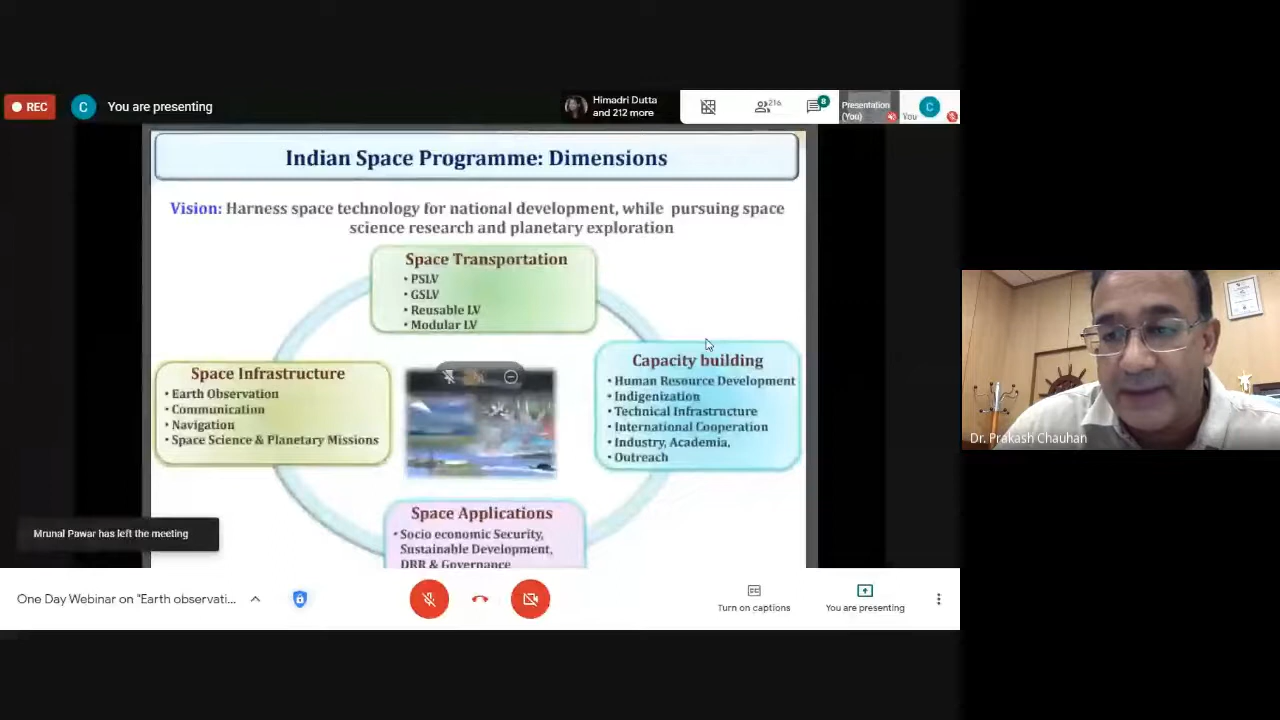 REC
C
You are presenting
Himadri Dutta
and 212 more
216
8
Presentation
(You)
You
C
Indian Space Programme: Dimensions
Vision: Harness space technology for national development, while pursuing space
science research and planetary exploration
Space Transportation
• PSLV
• GSLV
• Reusable LV
• Modular LV
Space Infrastructure
• Earth Observation
• Communication
• Navigation
• Space Science & Planetary Missions
Capacity building
• Human Resource Development
• Indigenization
• Technical Infrastructure
• International Cooperation
• Industry, Academia,
• Outreach
Space Applications
• Socio economic Security,
Sustainable Development,
DRR & Governance
Dr. Prakash Chauhan
Mrunal Pawar has left the meeting
One Day Webinar on "Earth observati...
Turn on captions
You are presenting